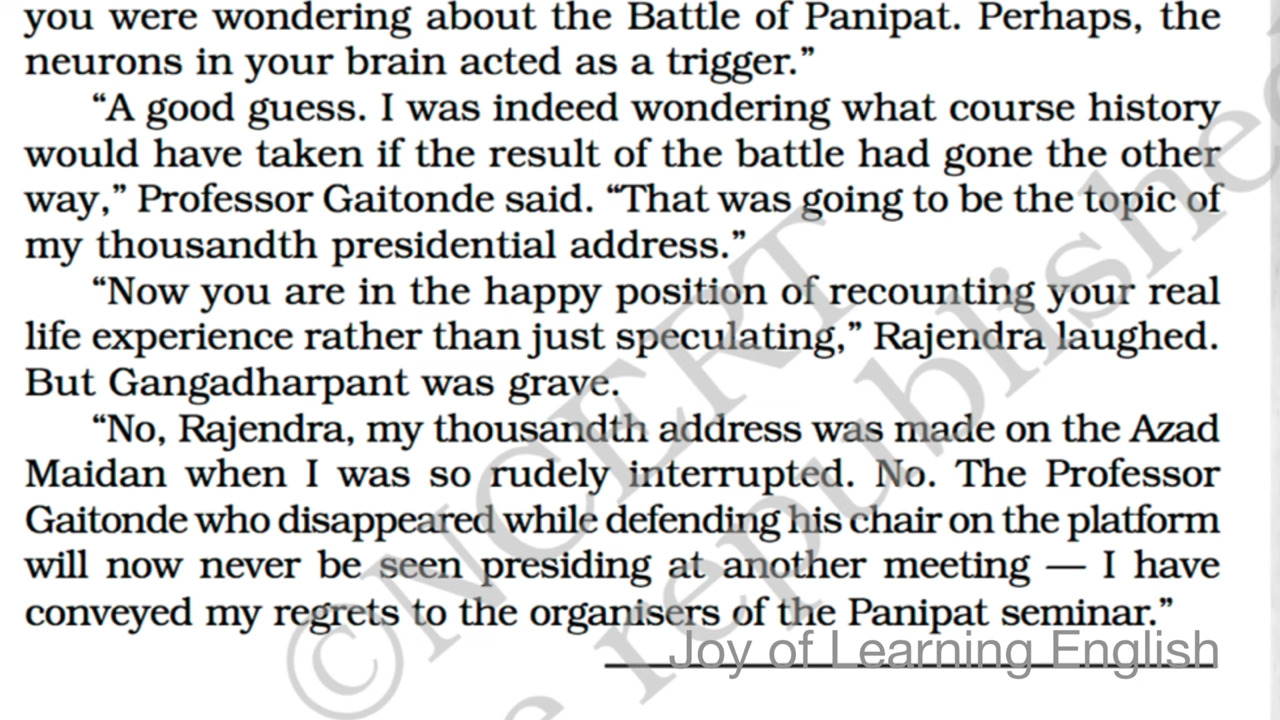 you were wondering about the Battle of Panipat. Perhaps, the
neurons in your brain acted as a trigger.”
“A good guess. I was indeed wondering what course history
would have taken if the result of the battle had gone the other
way,” Professor Gaitonde said. “That was going to be the topic of
my thousandth presidential address.”
“Now you are in the happy position of recounting your real
life experience rather than just speculating,” Rajendra laughed.
But Gangadharpant was grave.
“No, Rajendra, my thousandth address was made on the Azad
Maidan when I was so rudely interrupted. No. The Professor
Gaitonde who disappeared while defending his chair on the platform
will now never be seen presiding at another meeting — I have
conveyed my regrets to the organisers of the Panipat seminar.”
Joy of Learning English
©NCERT
e republished